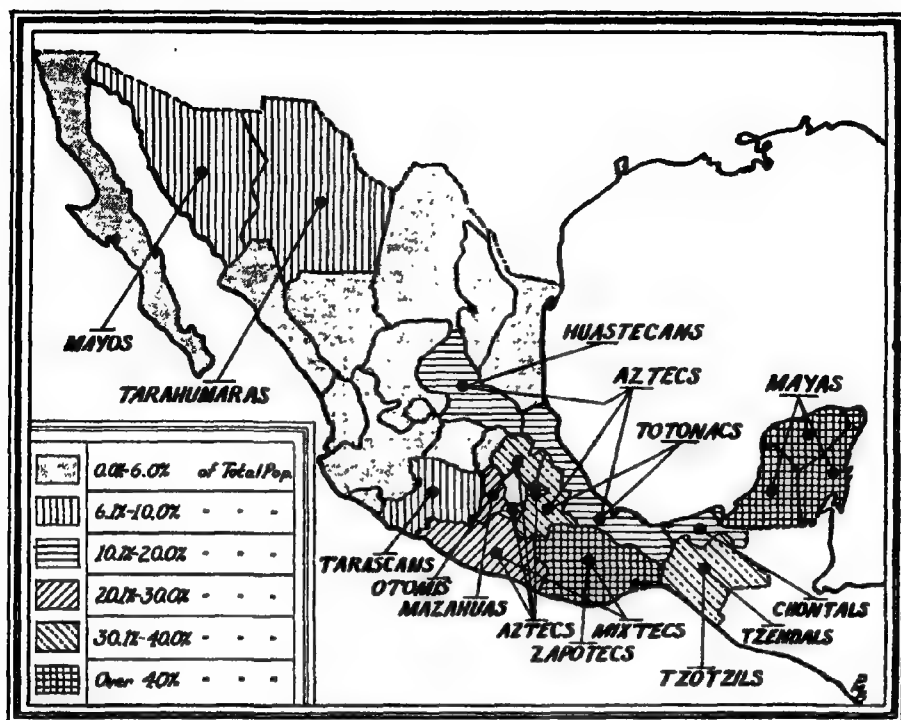 HUASTECANS
AZTECS
MAYAS
TOTONACS
MAYOS
TARAHUMARAS
0.0%-6.0% of Total Pop.
6.1%-10.0% " " "
10.1%-20.0% " " "
20.1%-30.0% " " "
30.1%-40.0% " " "
Over 40% " " "
TARASCANS
OTOMIS
MAZAHUAS
AZTECS
MIXTECS
ZAPOTECS
CHONTALS
TZENDALS
TZOTZILS